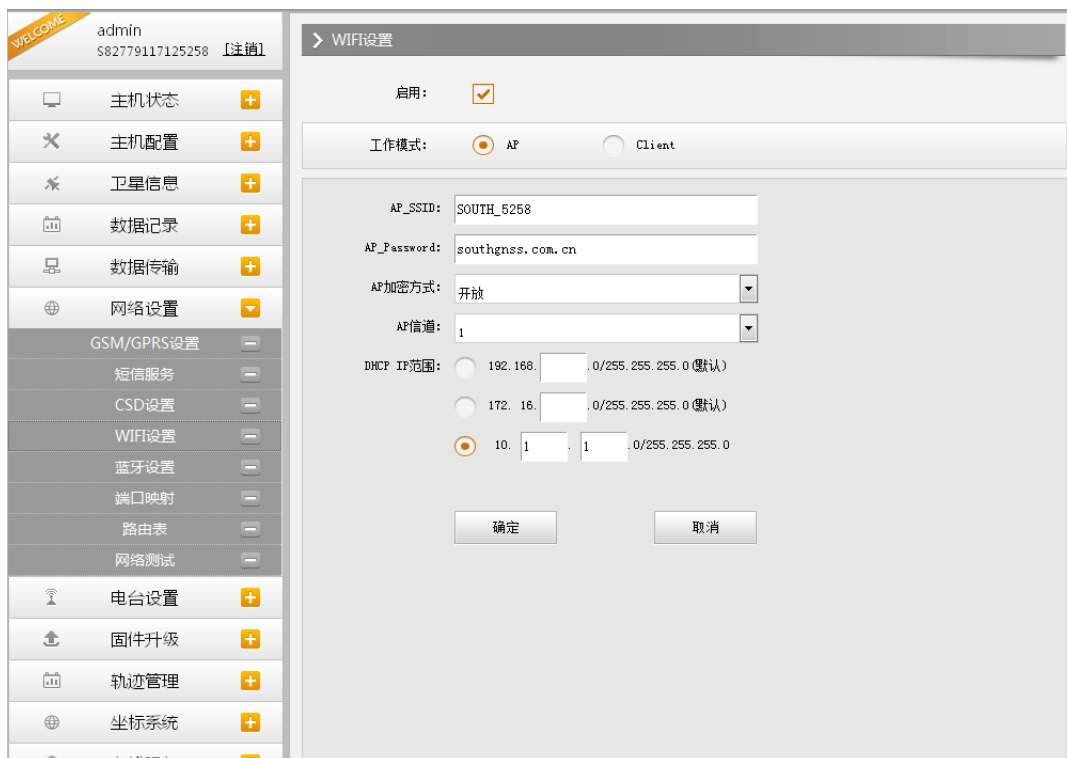 WELCOME
admin
S82779117125258 [注销]
主机状态
主机配置
卫星信息
数据记录
数据传输
网络设置
GSM/GPRS设置
短信服务
CSD设置
WIFI设置
蓝牙设置
端口映射
路由表
网络测试
电台设置
固件升级
轨迹管理
坐标系统
WIFI设置
启用:
工作模式: AP Client
AP_SSID: SOUTH_5258
AP_Password: southgnss.com.cn
AP加密方式: 开放
AP信道: 1
DHCP IP范围: 192.168. .0/255.255.255.0(默认)
172. 16. .0/255.255.255.0(默认)
10. 1 . 1 .0/255.255.255.0
确定 取消